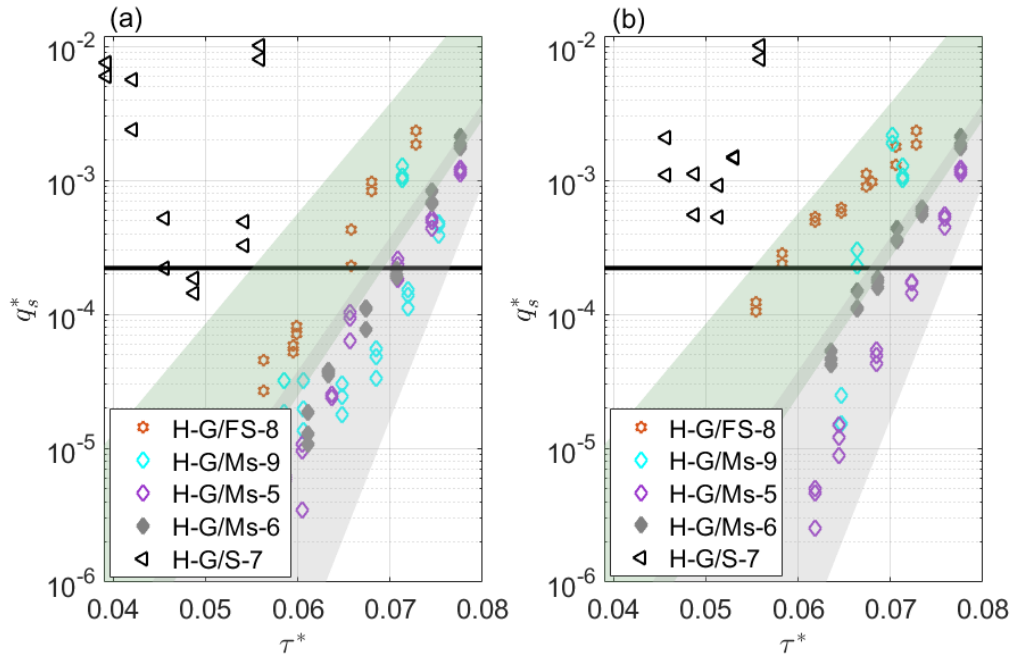 (a)
10^-2
10^-3
10^-4
10^-5
10^-6
q_s^*
H-G/FS-8
H-G/Ms-9
H-G/Ms-5
H-G/Ms-6
H-G/S-7
0.04 0.05 0.06 0.07 0.08
τ^*
(b)
10^-2
10^-3
10^-4
10^-5
10^-6
q_s^*
H-G/FS-8
H-G/Ms-9
H-G/Ms-5
H-G/Ms-6
H-G/S-7
0.04 0.05 0.06 0.07 0.08
τ^*